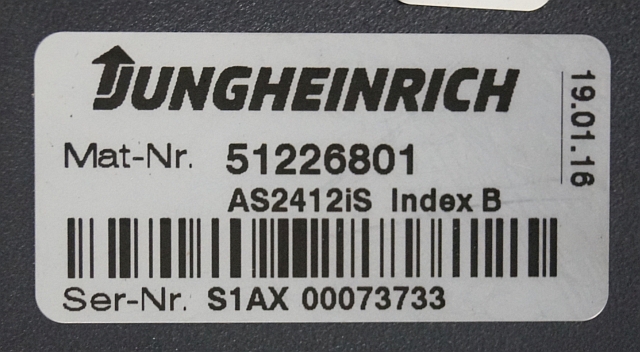 JUNGHEINRICH
Mat-Nr. 51226801
AS2412iS Index B
Ser-Nr. S1AX 00073733
19.01.16